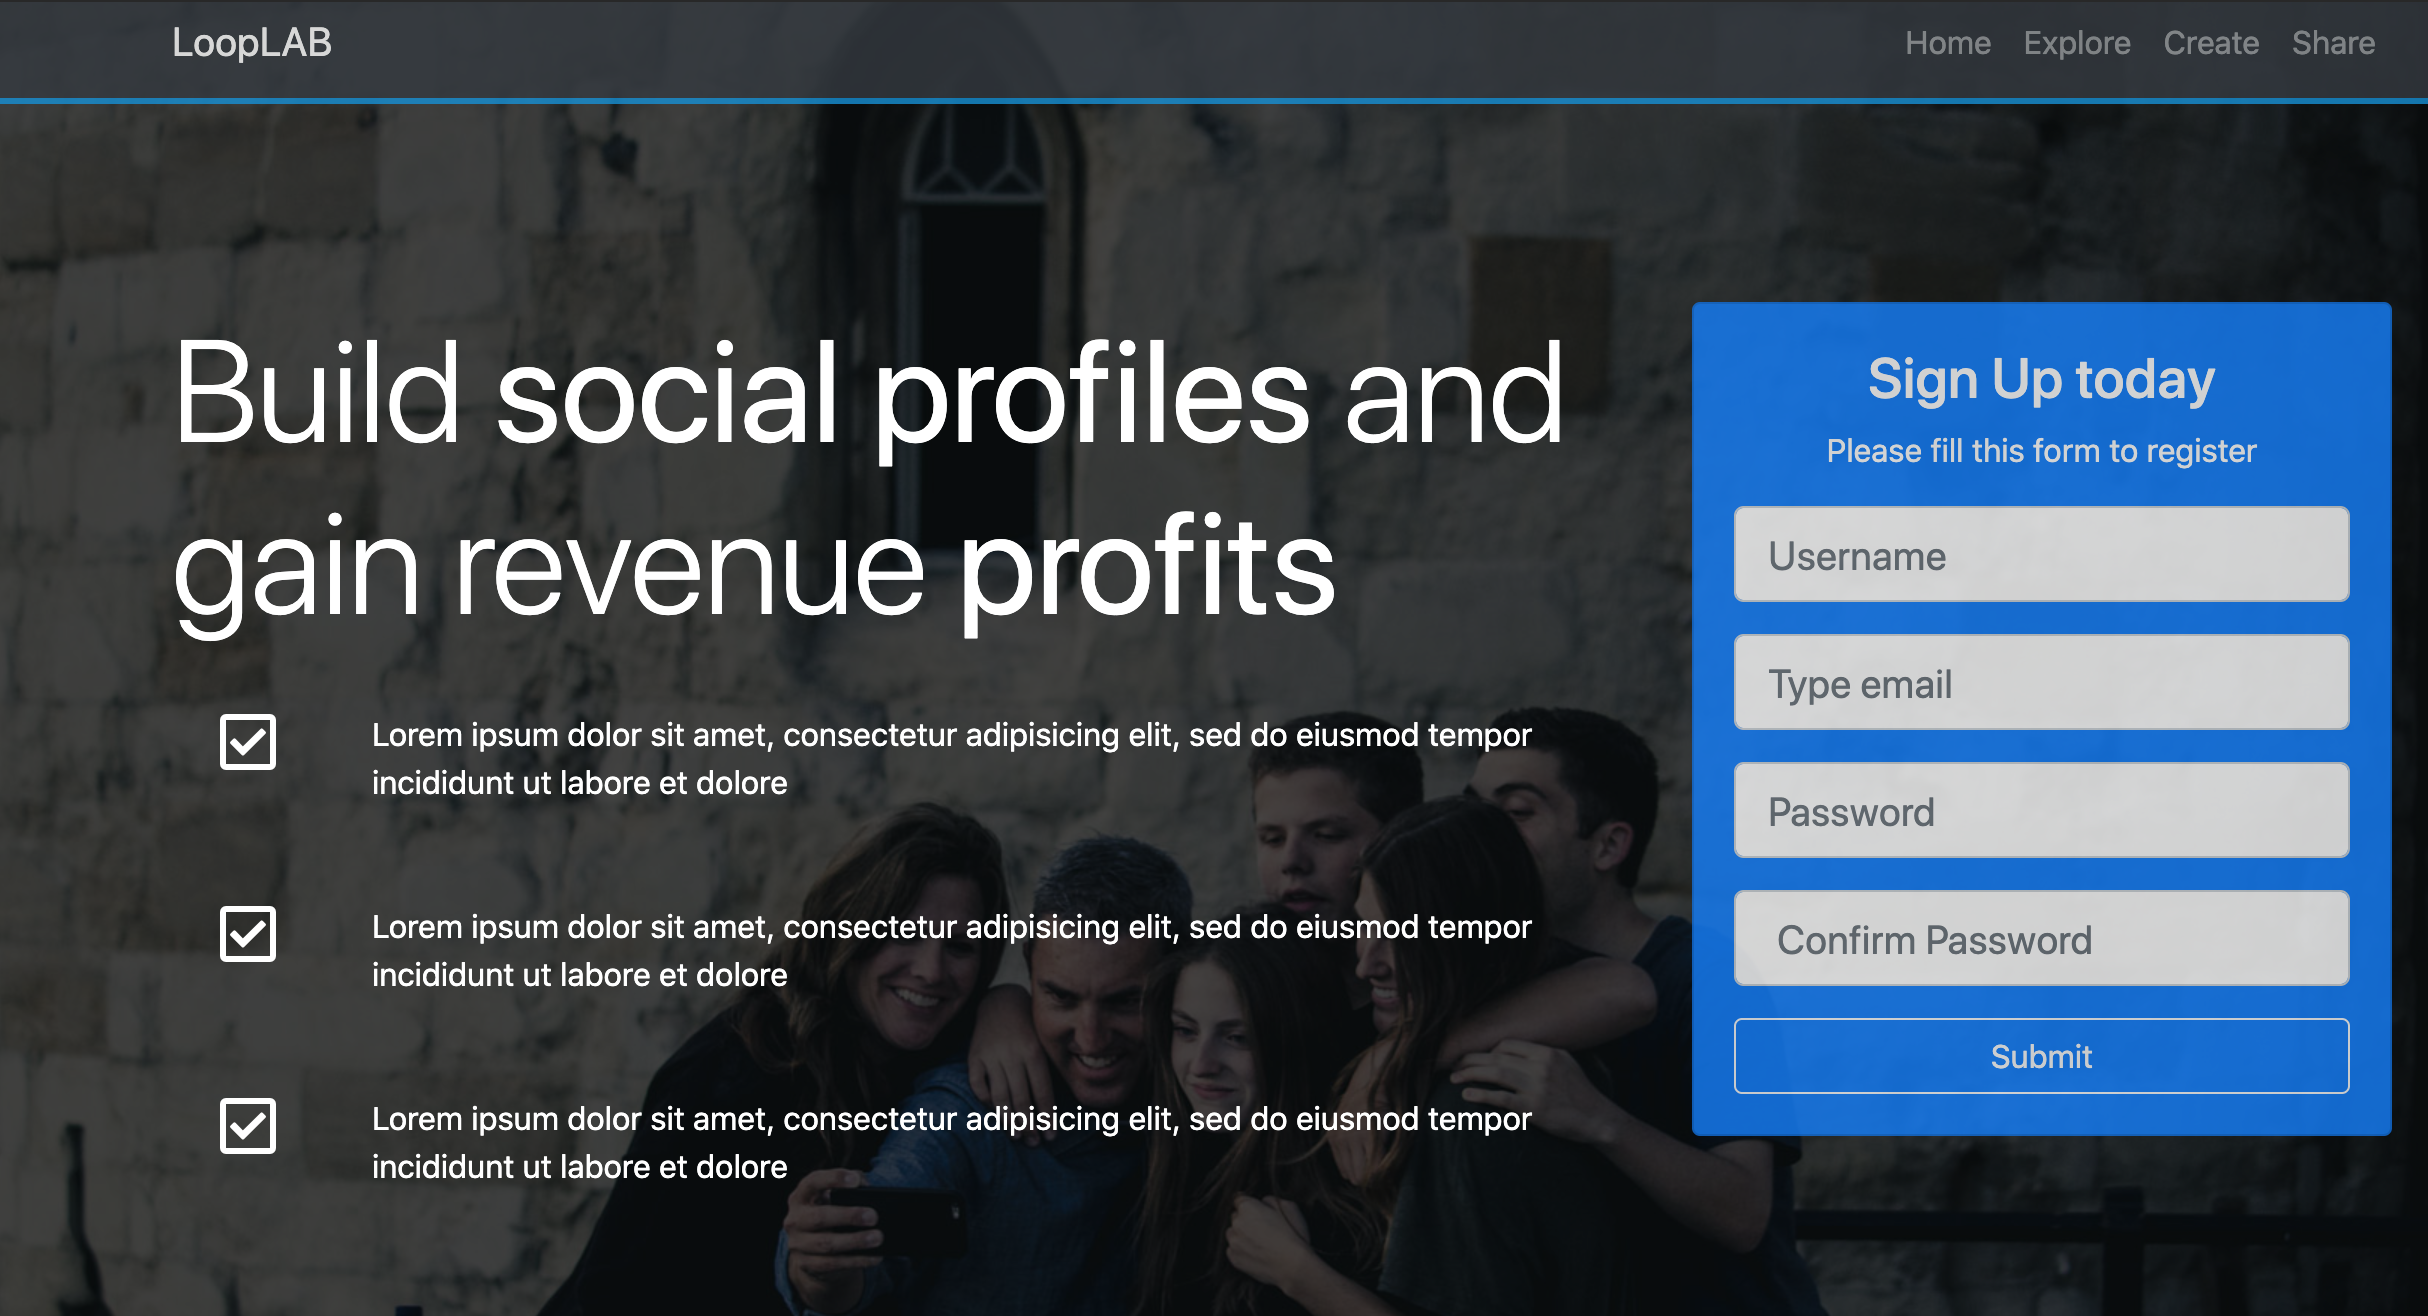 LoopLAB
Home Explore Create Share
Build social profiles and
gain revenue profits
Lorem ipsum dolor sit amet, consectetur adipisicing elit, sed do eiusmod tempor
incididunt ut labore et dolore
Lorem ipsum dolor sit amet, consectetur adipisicing elit, sed do eiusmod tempor
incididunt ut labore et dolore
Lorem ipsum dolor sit amet, consectetur adipisicing elit, sed do eiusmod tempor
incididunt ut labore et dolore
Sign Up today
Please fill this form to register
Username
Type email
Password
Confirm Password
Submit